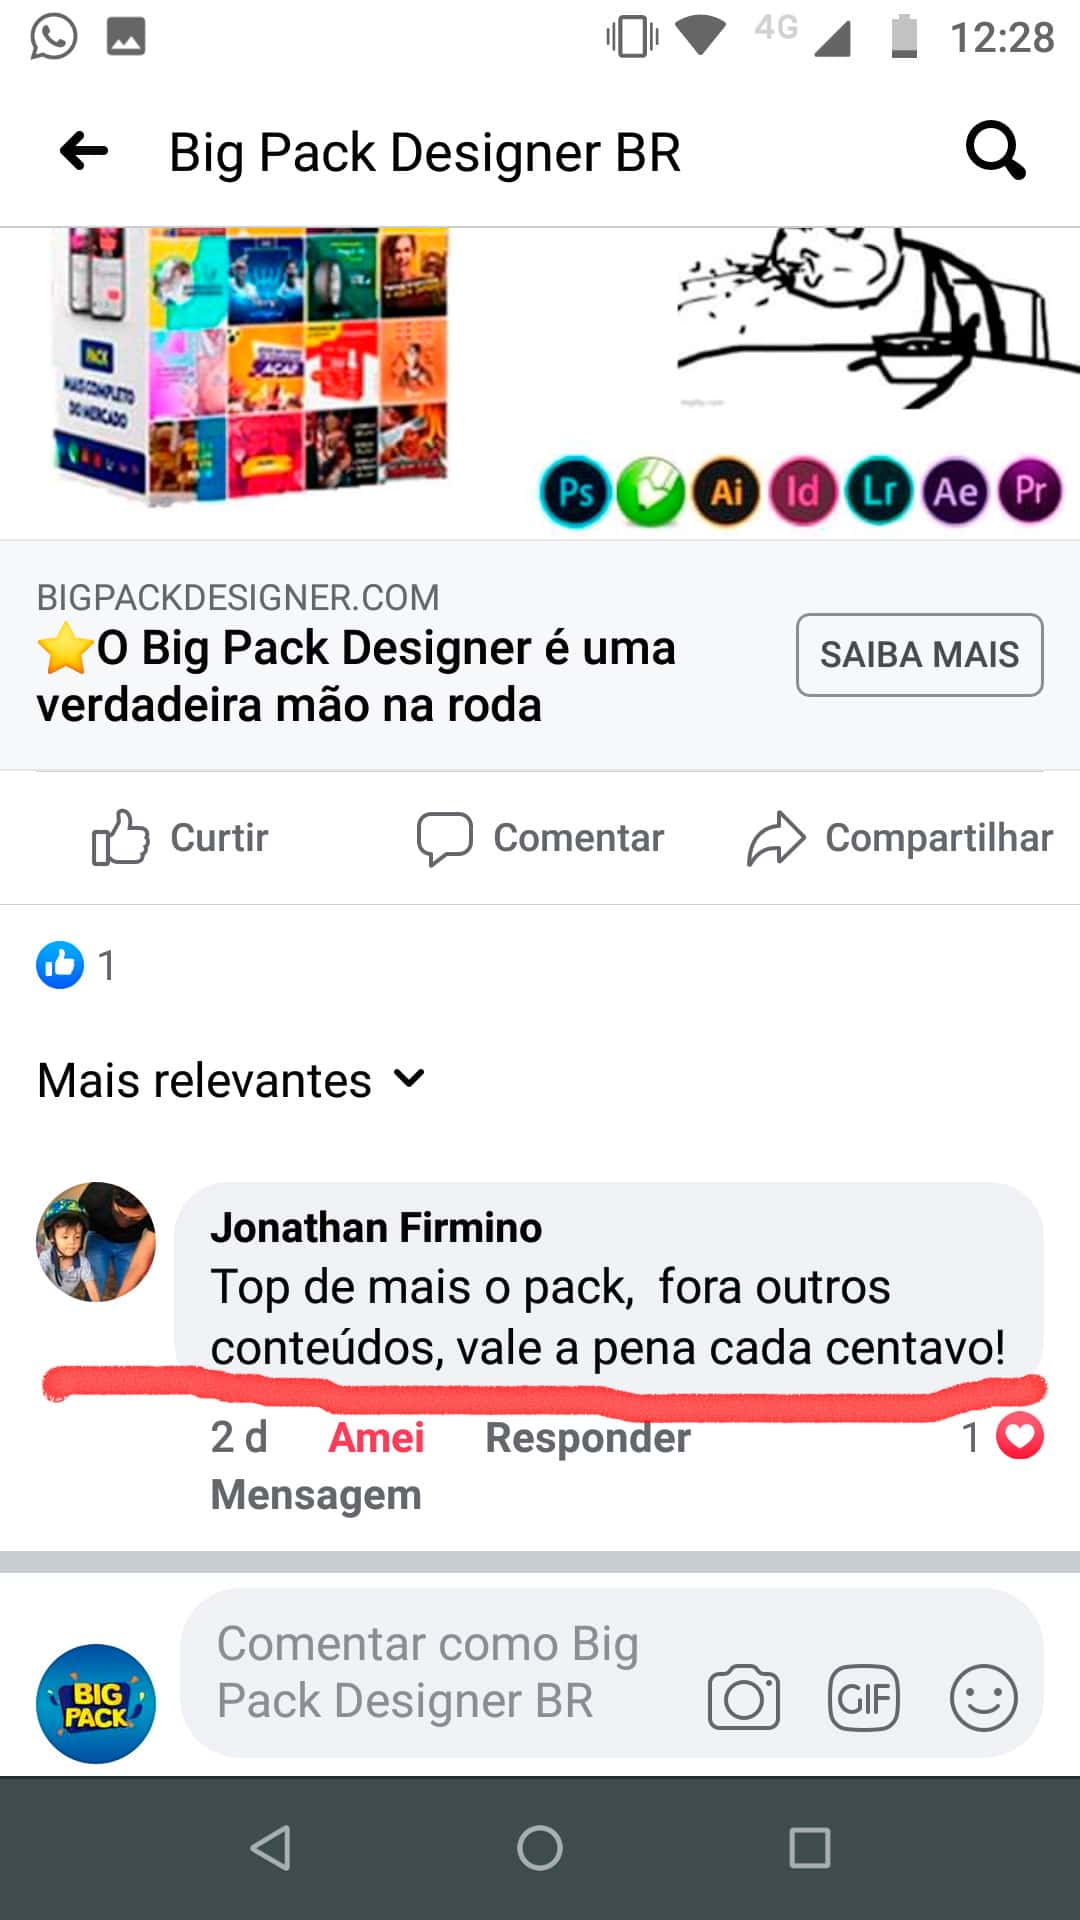 4G 12:28
Big Pack Designer BR
PACK
MAIS COMPLETO
DO MERCADO
Ps Ai Id Lr Ae Pr
BIGPACKDESIGNER.COM
⭐O Big Pack Designer é uma
verdadeira mão na roda
SAIBA MAIS
Curtir Comentar Compartilhar
1
Mais relevantes
Jonathan Firmino
Top de mais o pack, fora outros
conteúdos, vale a pena cada centavo!
2 d Amei Responder 1
Mensagem
BIG
PACK
Comentar como Big
Pack Designer BR
GIF